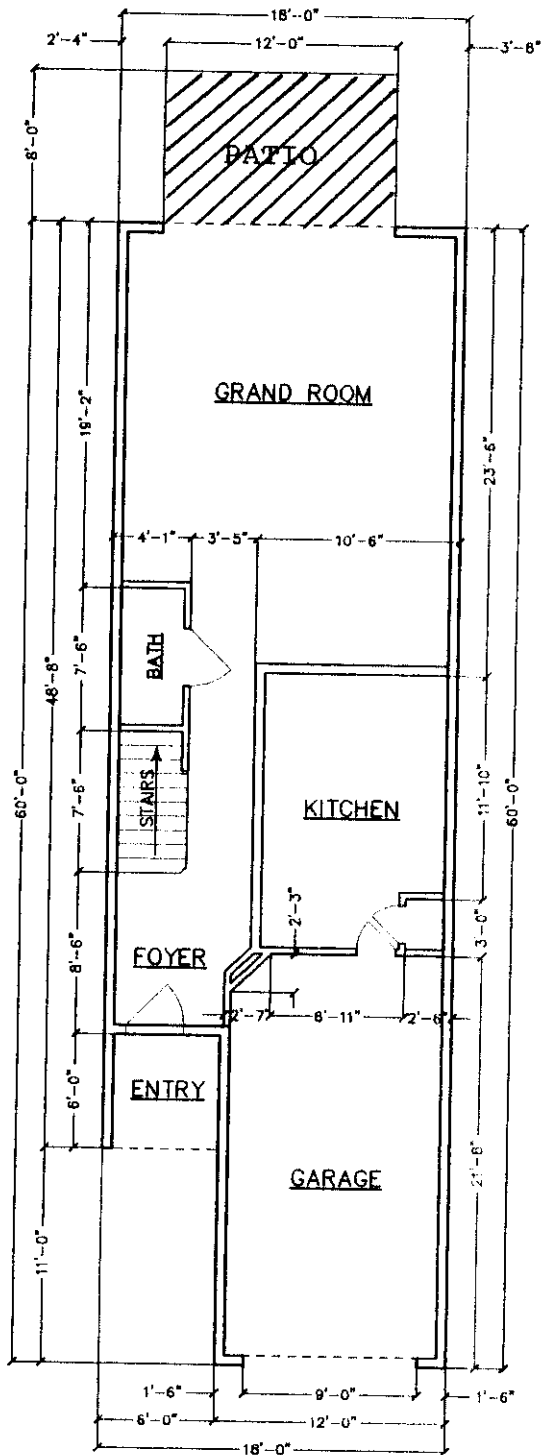 18'-0"
2'-4" 12'-0" 3'-8"
8'-0"
PATIO
GRAND ROOM
19'-2"
23'-6"
4'-1" 3'-5" 10'-6"
BATH
7'-6"
48'-8"
STAIRS
7'-6"
KITCHEN
11'-10"
60'-0"
60'-0"
2'-3"
FOYER
8'-6"
3'-0"
2'-7" 6'-11" 2'-6"
ENTRY
6'-0"
GARAGE
21'-8"
11'-0"
1'-6" 9'-0" 1'-6"
6'-0" 12'-0"
18'-0"